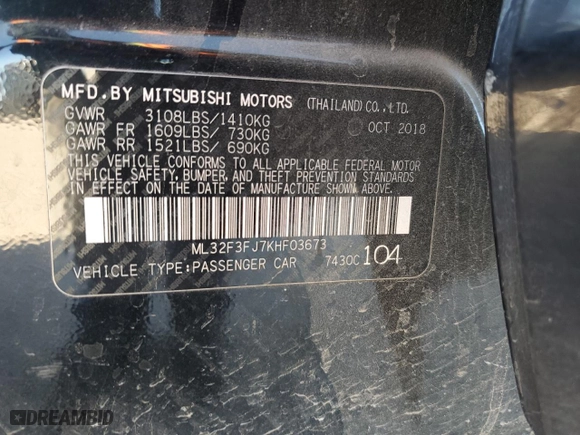 MFD. BY MITSUBISHI MOTORS (THAILAND) CO., LTD.
GVWR 3108LBS/1410KG OCT 2018
GAWR FR 1609LBS/ 730KG
GAWR RR 1521LBS/ 690KG
THIS VEHICLE CONFORMS TO ALL APPLICABLE FEDERAL MOTOR
VEHICLE SAFETY, BUMPER, AND THEFT PREVENTION STANDARDS
IN EFFECT ON THE DATE OF MANUFACTURE SHOWN ABOVE.
ML32F3FJ7KHF03673
VEHICLE TYPE:PASSENGER CAR 7430C 104
DREAMBID